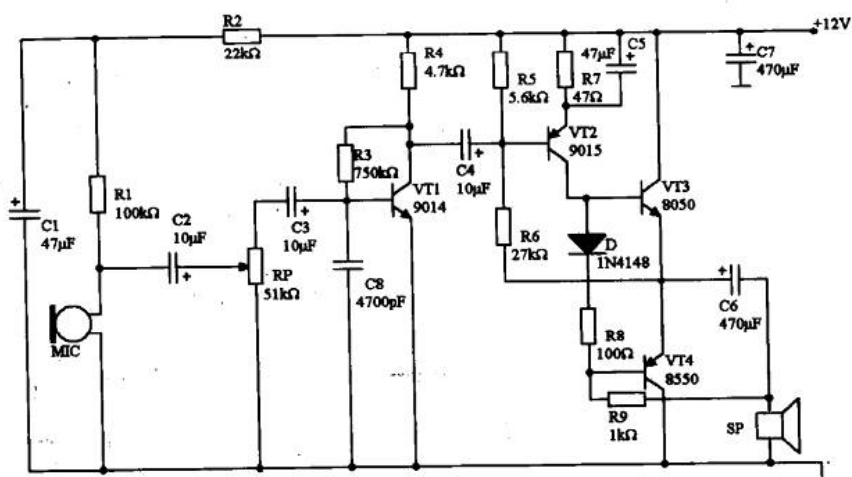 R2
22kΩ
+12V
R4
4.7kΩ
R5
5.6kΩ
47μF
C5
R7
47Ω
C7
470μF
+
+
VT2
9015
R3
750kΩ
C4
10μF
+
VT1
9014
VT3
8050
R1
100kΩ
+
C1
47μF
C2
10μF
+
C3
10μF
+
RP
51kΩ
C8
4700pF
R6
27kΩ
D
1N4148
+
C6
470μF
MIC
R8
100Ω
VT4
8550
R9
1kΩ
SP